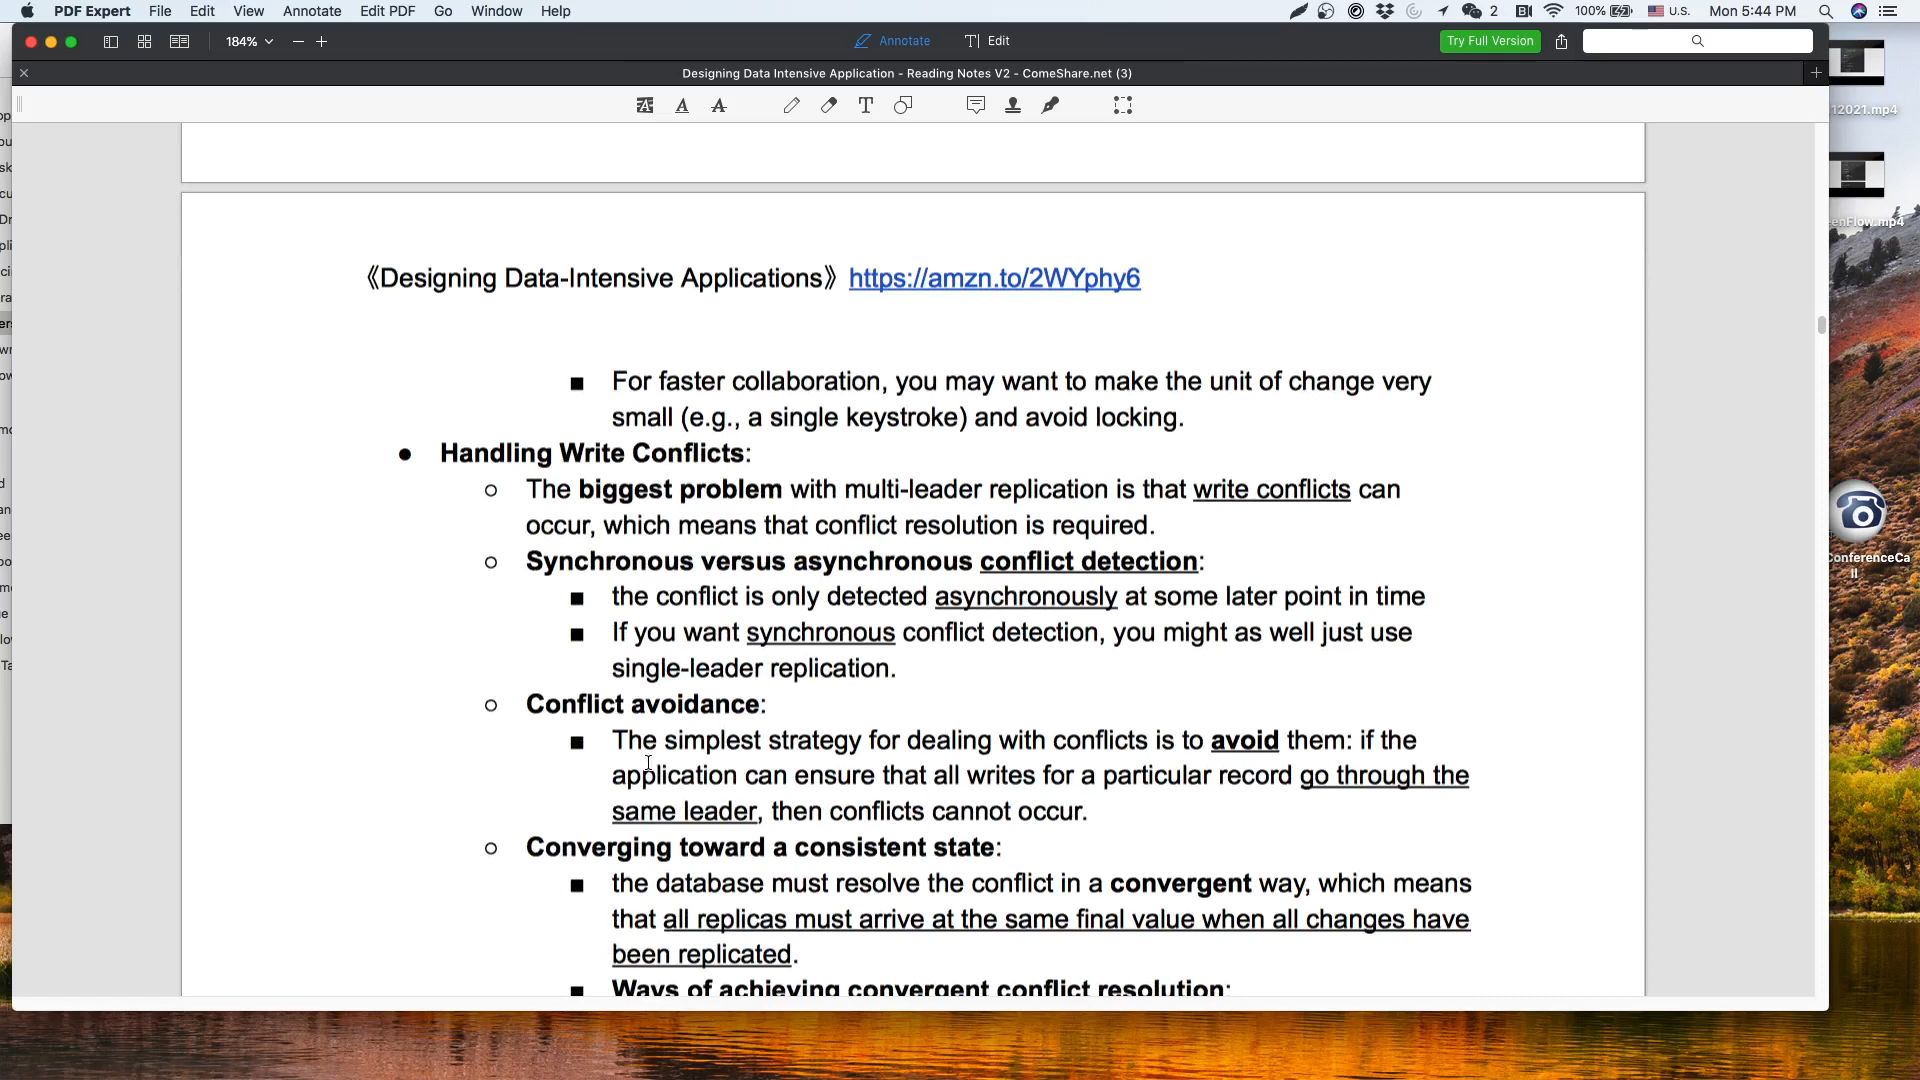 PDF Expert File Edit View Annotate Edit PDF Go Window Help 2 100% U.S. Mon 5:44 PM
184% Annotate Edit Try Full Version
Designing Data Intensive Application - Reading Notes V2 - ComeShare.net (3)
12021.mp4
enFlow.mp4
《Designing Data-Intensive Applications》 https://amzn.to/2WYphy6
■ For faster collaboration, you may want to make the unit of change very
small (e.g., a single keystroke) and avoid locking.
● Handling Write Conflicts:
○ The biggest problem with multi-leader replication is that write conflicts can
occur, which means that conflict resolution is required.
○ Synchronous versus asynchronous conflict detection:
■ the conflict is only detected asynchronously at some later point in time
■ If you want synchronous conflict detection, you might as well just use
single-leader replication.
○ Conflict avoidance:
■ The simplest strategy for dealing with conflicts is to avoid them: if the
application can ensure that all writes for a particular record go through the
same leader, then conflicts cannot occur.
○ Converging toward a consistent state:
■ the database must resolve the conflict in a convergent way, which means
that all replicas must arrive at the same final value when all changes have
been replicated.
■ Ways of achieving convergent conflict resolution:
ConferenceCa
ll